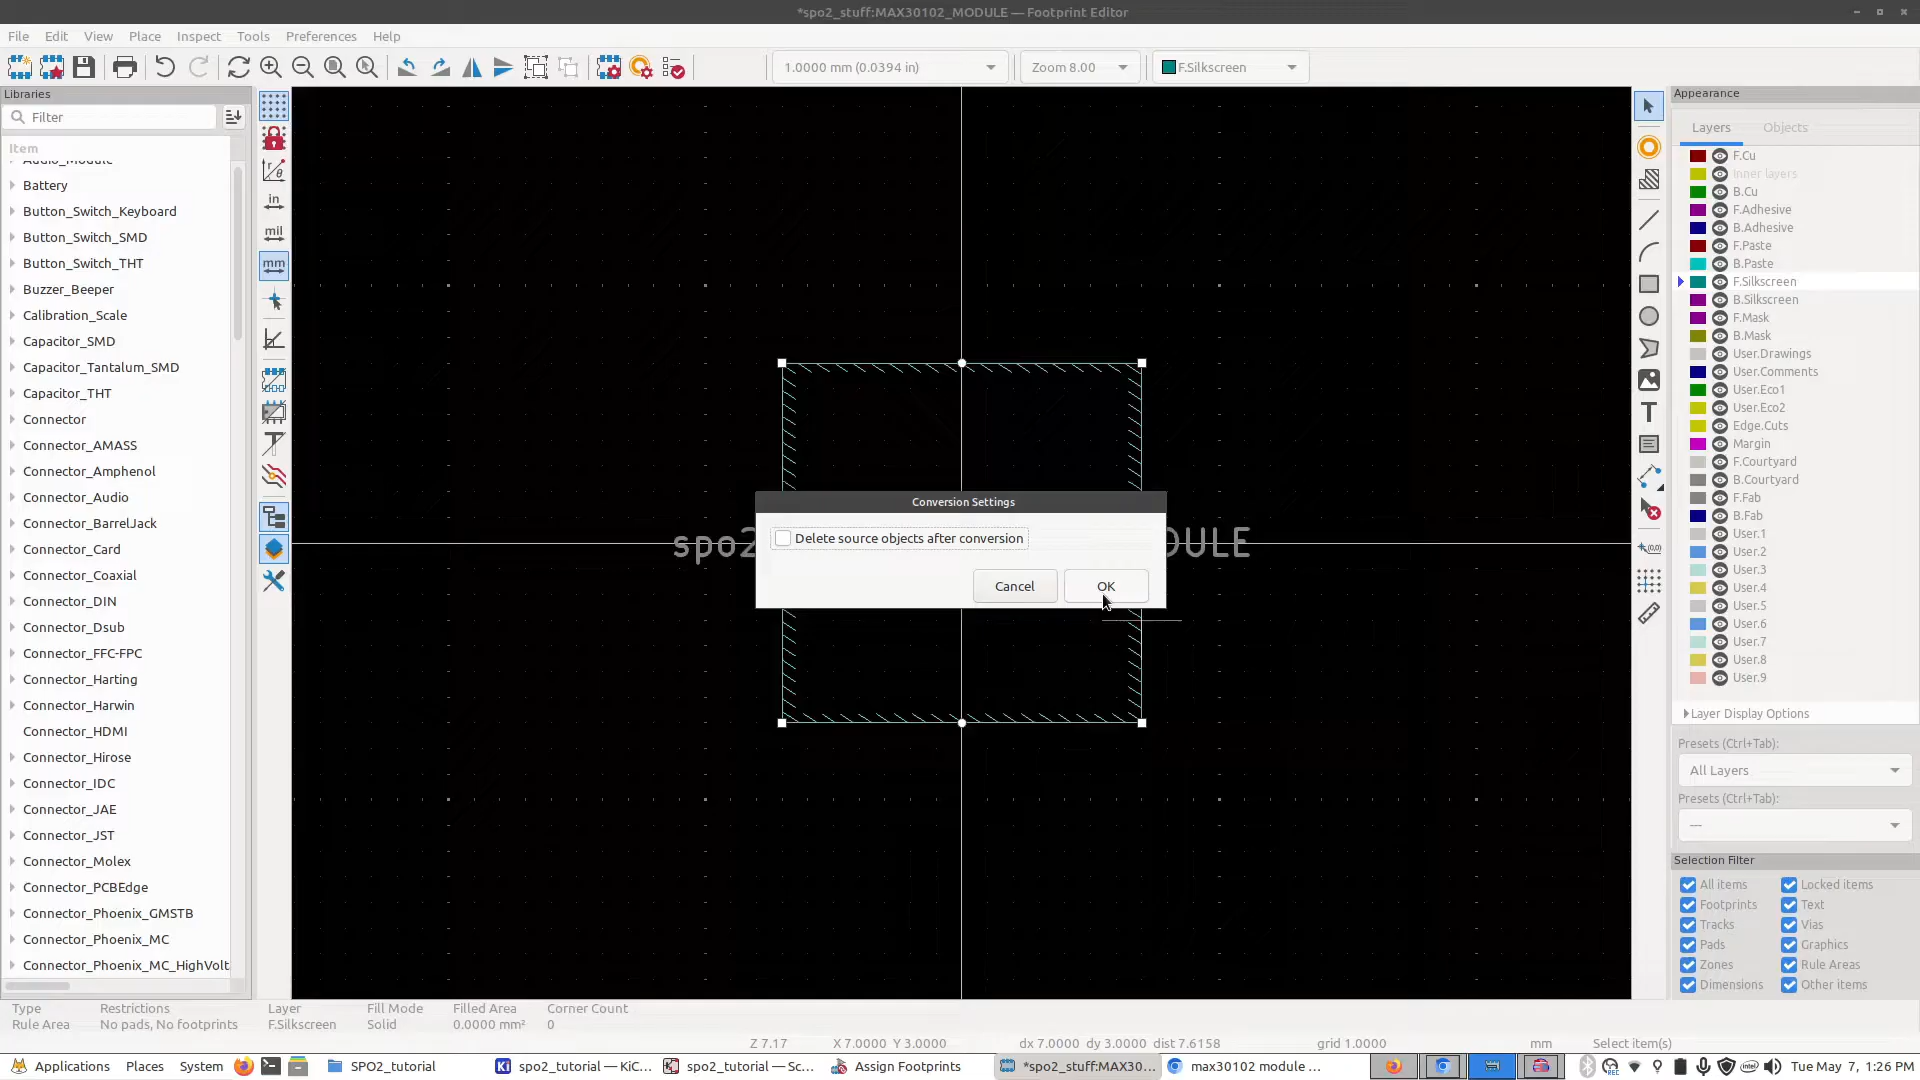 *spo2_stuff:MAX30102_MODULE — Footprint Editor
File Edit View Place Inspect Tools Preferences Help
1.0000 mm (0.0394 in)
Zoom 8.00
F.Silkscreen
Libraries
Filter
Item
Audio_Module
Battery
Button_Switch_Keyboard
Button_Switch_SMD
Button_Switch_THT
Buzzer_Beeper
Calibration_Scale
Capacitor_SMD
Capacitor_Tantalum_SMD
Capacitor_THT
Connector
Connector_AMASS
Connector_Amphenol
Connector_Audio
Connector_BarrelJack
Connector_Card
Connector_Coaxial
Connector_DIN
Connector_Dsub
Connector_FFC-FPC
Connector_Harting
Connector_Harwin
Connector_HDMI
Connector_Hirose
Connector_IDC
Connector_JAE
Connector_JST
Connector_Molex
Connector_PCBEdge
Connector_Phoenix_GMSTB
Connector_Phoenix_MC
Connector_Phoenix_MC_HighVolt
in
mil
mm
spo2
DULE
Conversion Settings
Delete source objects after conversion
Cancel
OK
Appearance
Layers Objects
F.Cu
Inner layers
B.Cu
F.Adhesive
B.Adhesive
F.Paste
B.Paste
F.Silkscreen
B.Silkscreen
F.Mask
B.Mask
User.Drawings
User.Comments
User.Eco1
User.Eco2
Edge.Cuts
Margin
F.Courtyard
B.Courtyard
F.Fab
B.Fab
User.1
User.2
User.3
User.4
User.5
User.6
User.7
User.8
User.9
Layer Display Options
Presets (Ctrl+Tab):
All Layers
Presets (Ctrl+Tab):
---
Selection Filter
All items Locked items
Footprints Text
Tracks Vias
Pads Graphics
Zones Rule Areas
Dimensions Other items
Type Restrictions Layer Fill Mode Filled Area Corner Count
Rule Area No pads, No footprints F.Silkscreen Solid 0.0000 mm² 0
Z 7.17 X 7.0000 Y 3.0000 dx 7.0000 dy 3.0000 dist 7.6158 grid 1.0000 mm Select item(s)
Applications Places System SPO2_tutorial spo2_tutorial — KiC... spo2_tutorial — Sc... Assign Footprints *spo2_stuff:MAX30... max30102 module ... Tue May 7, 1:26 PM